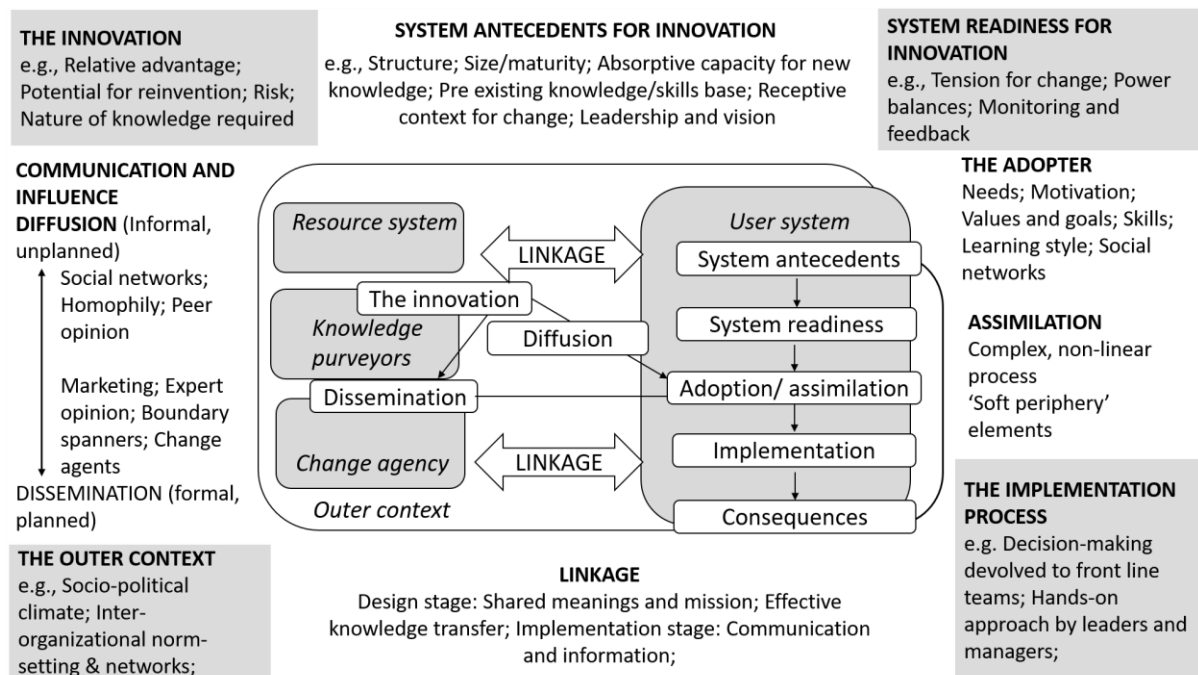 THE INNOVATION
e.g., Relative advantage;
Potential for reinvention; Risk;
Nature of knowledge required
SYSTEM ANTECEDENTS FOR INNOVATION
e.g., Structure; Size/maturity; Absorptive capacity for new
knowledge; Pre existing knowledge/skills base; Receptive
context for change; Leadership and vision
SYSTEM READINESS FOR
INNOVATION
e.g., Tension for change; Power
balances; Monitoring and
feedback
COMMUNICATION AND
INFLUENCE
DIFFUSION (Informal,
unplanned)
Social networks;
Homophily; Peer
opinion
Marketing; Expert
opinion; Boundary
spanners; Change
agents
DISSEMINATION (formal,
planned)
Resource system
LINKAGE
User system
System antecedents
The innovation
Knowledge
purveyors
Diffusion
System readiness
Dissemination
Adoption/ assimilation
Change agency
LINKAGE
Implementation
Outer context
Consequences
THE ADOPTER
Needs; Motivation;
Values and goals; Skills;
Learning style; Social
networks
ASSIMILATION
Complex, non-linear
process
‘Soft periphery’
elements
THE OUTER CONTEXT
e.g., Socio-political
climate; Inter-
organizational norm-
setting & networks;
LINKAGE
Design stage: Shared meanings and mission; Effective
knowledge transfer; Implementation stage: Communication
and information;
THE IMPLEMENTATION
PROCESS
e.g. Decision-making
devolved to front line
teams; Hands-on
approach by leaders and
managers;